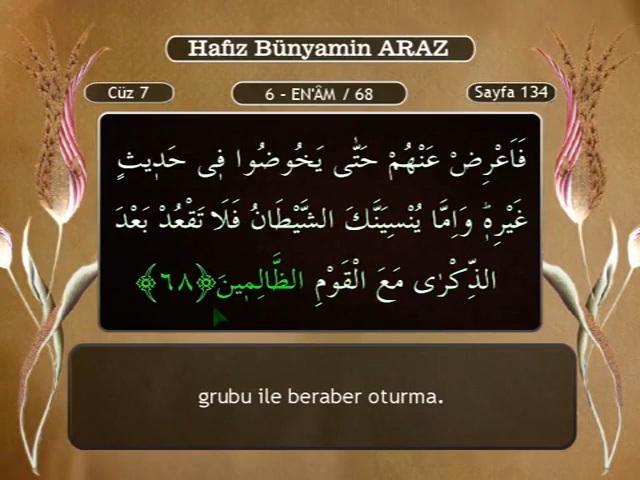 Hafız Bünyamin ARAZ
Cüz 7
6 - EN'ÂM / 68
Sayfa 134
فَاَعْرِضْ عَنْهُمْ حَتّٰى يَخُوضُوا فٖى حَدٖيثٍ
غَيْرِهٖؕ وَاِمَّا يُنْسِيَنَّكَ الشَّيْطَانُ فَلَا تَقْعُدْ بَعْدَ
الذِّكْرٰى مَعَ الْقَوْمِ الظَّالِمٖينَ ﴿٦٨﴾
grubu ile beraber oturma.